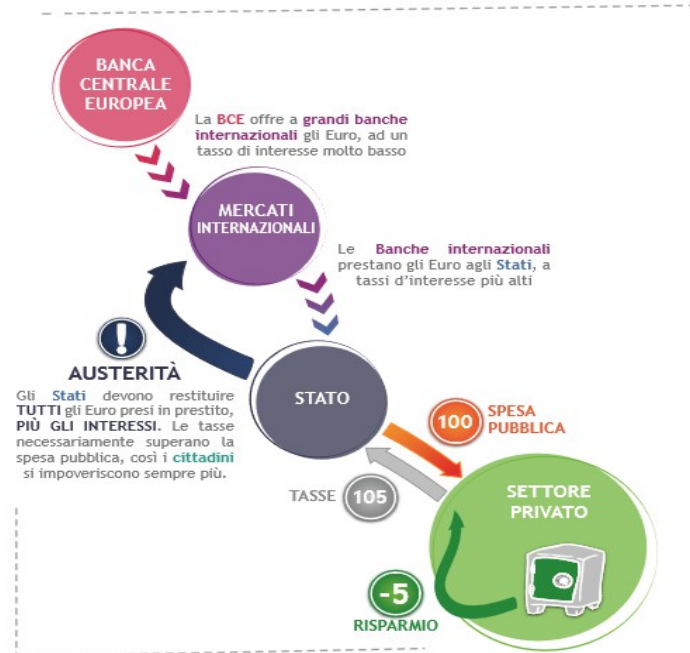 BANCA
CENTRALE
EUROPEA
La BCE offre a grandi banche
internazionali gli Euro, ad un
tasso di interesse molto basso
MERCATI
INTERNAZIONALI
Le Banche internazionali
prestano gli Euro agli Stati, a
tassi d'interesse più alti
!
AUSTERITÀ
Gli Stati devono restituire
TUTTI gli Euro presi in prestito,
PIÙ GLI INTERESSI. Le tasse
necessariamente superano la
spesa pubblica, così i cittadini
si impoveriscono sempre più.
STATO
100
SPESA
PUBBLICA
TASSE
105
SETTORE
PRIVATO
-5
RISPARMIO